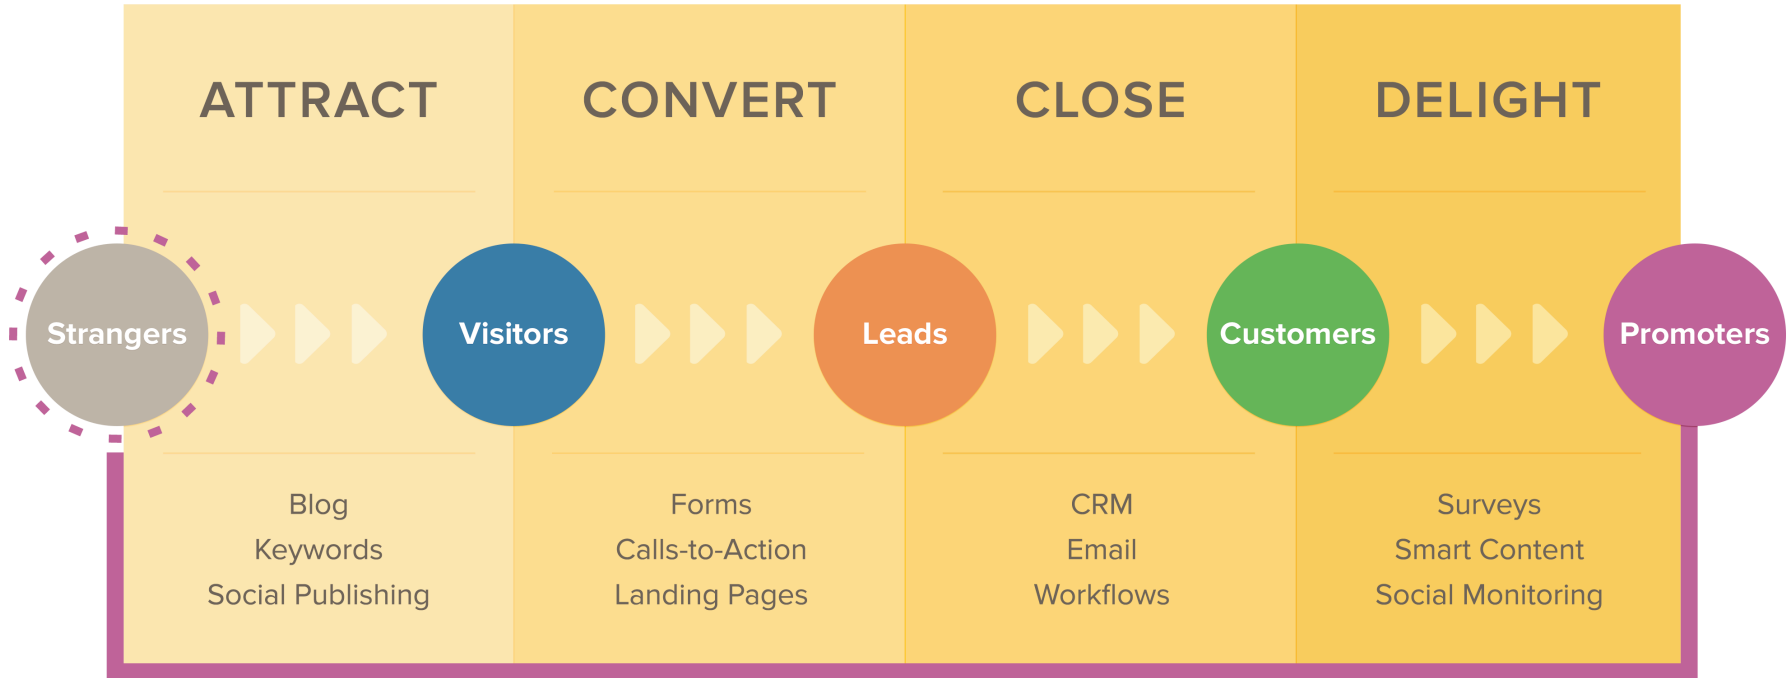 ATTRACT
CONVERT
CLOSE
DELIGHT
Strangers
Visitors
Leads
Customers
Promoters
Blog
Keywords
Social Publishing
Forms
Calls-to-Action
Landing Pages
CRM
Email
Workflows
Surveys
Smart Content
Social Monitoring